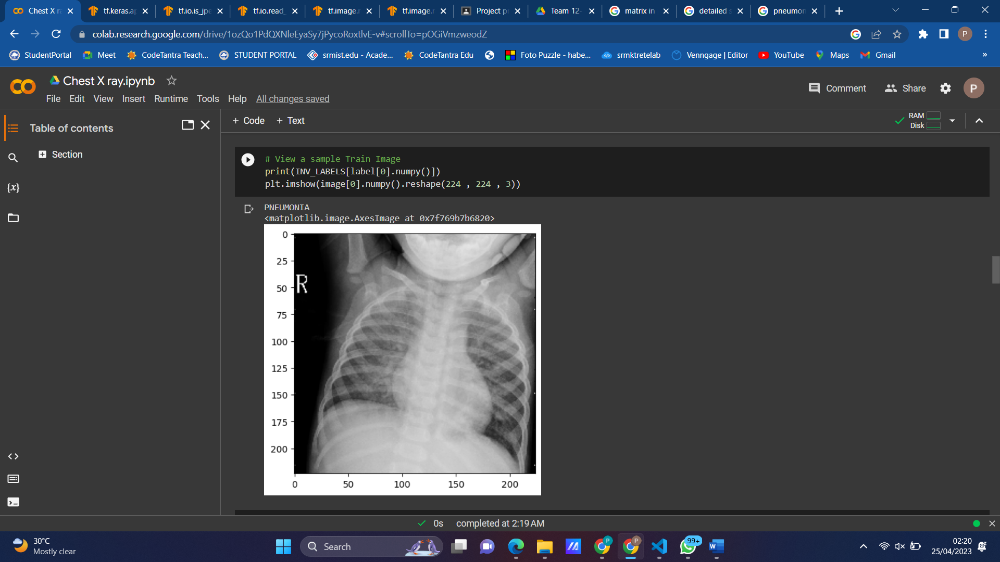 Chest X ra
tf.keras.ap
tf.io.is_jpe
tf.io.read_
tf.image.r
tf.image.r
Project pr
Team 12-
matrix in
detailed s
pneumon
colab.research.google.com/drive/1ozQo1PdQXNleEyaSy7jPycoRoxtlvE-v#scrollTo=pOGiVmzweodZ
P
StudentPortal
Meet
CodeTantra Teach...
STUDENT PORTAL
srmist.edu - Acade...
CodeTantra Edu
Foto Puzzle - habe...
srmktretelab
Venngage | Editor
YouTube
Maps
Gmail
»
Chest X ray.ipynb
Comment
Share
P
File Edit View Insert Runtime Tools Help All changes saved
Table of contents
+ Code + Text
RAM
Disk
Section
{x}
# View a sample Train Image
print(INV_LABELS[label[0].numpy()])
plt.imshow(image[0].numpy().reshape(224 , 224 , 3))
PNEUMONIA
<matplotlib.image.AxesImage at 0x7f769b7b6820>
0
25
R
50
75
100
125
150
175
200
0 50 100 150 200
0s completed at 2:19 AM
30°C
Mostly clear
Search
P
P
99+
W
02:20
25/04/2023